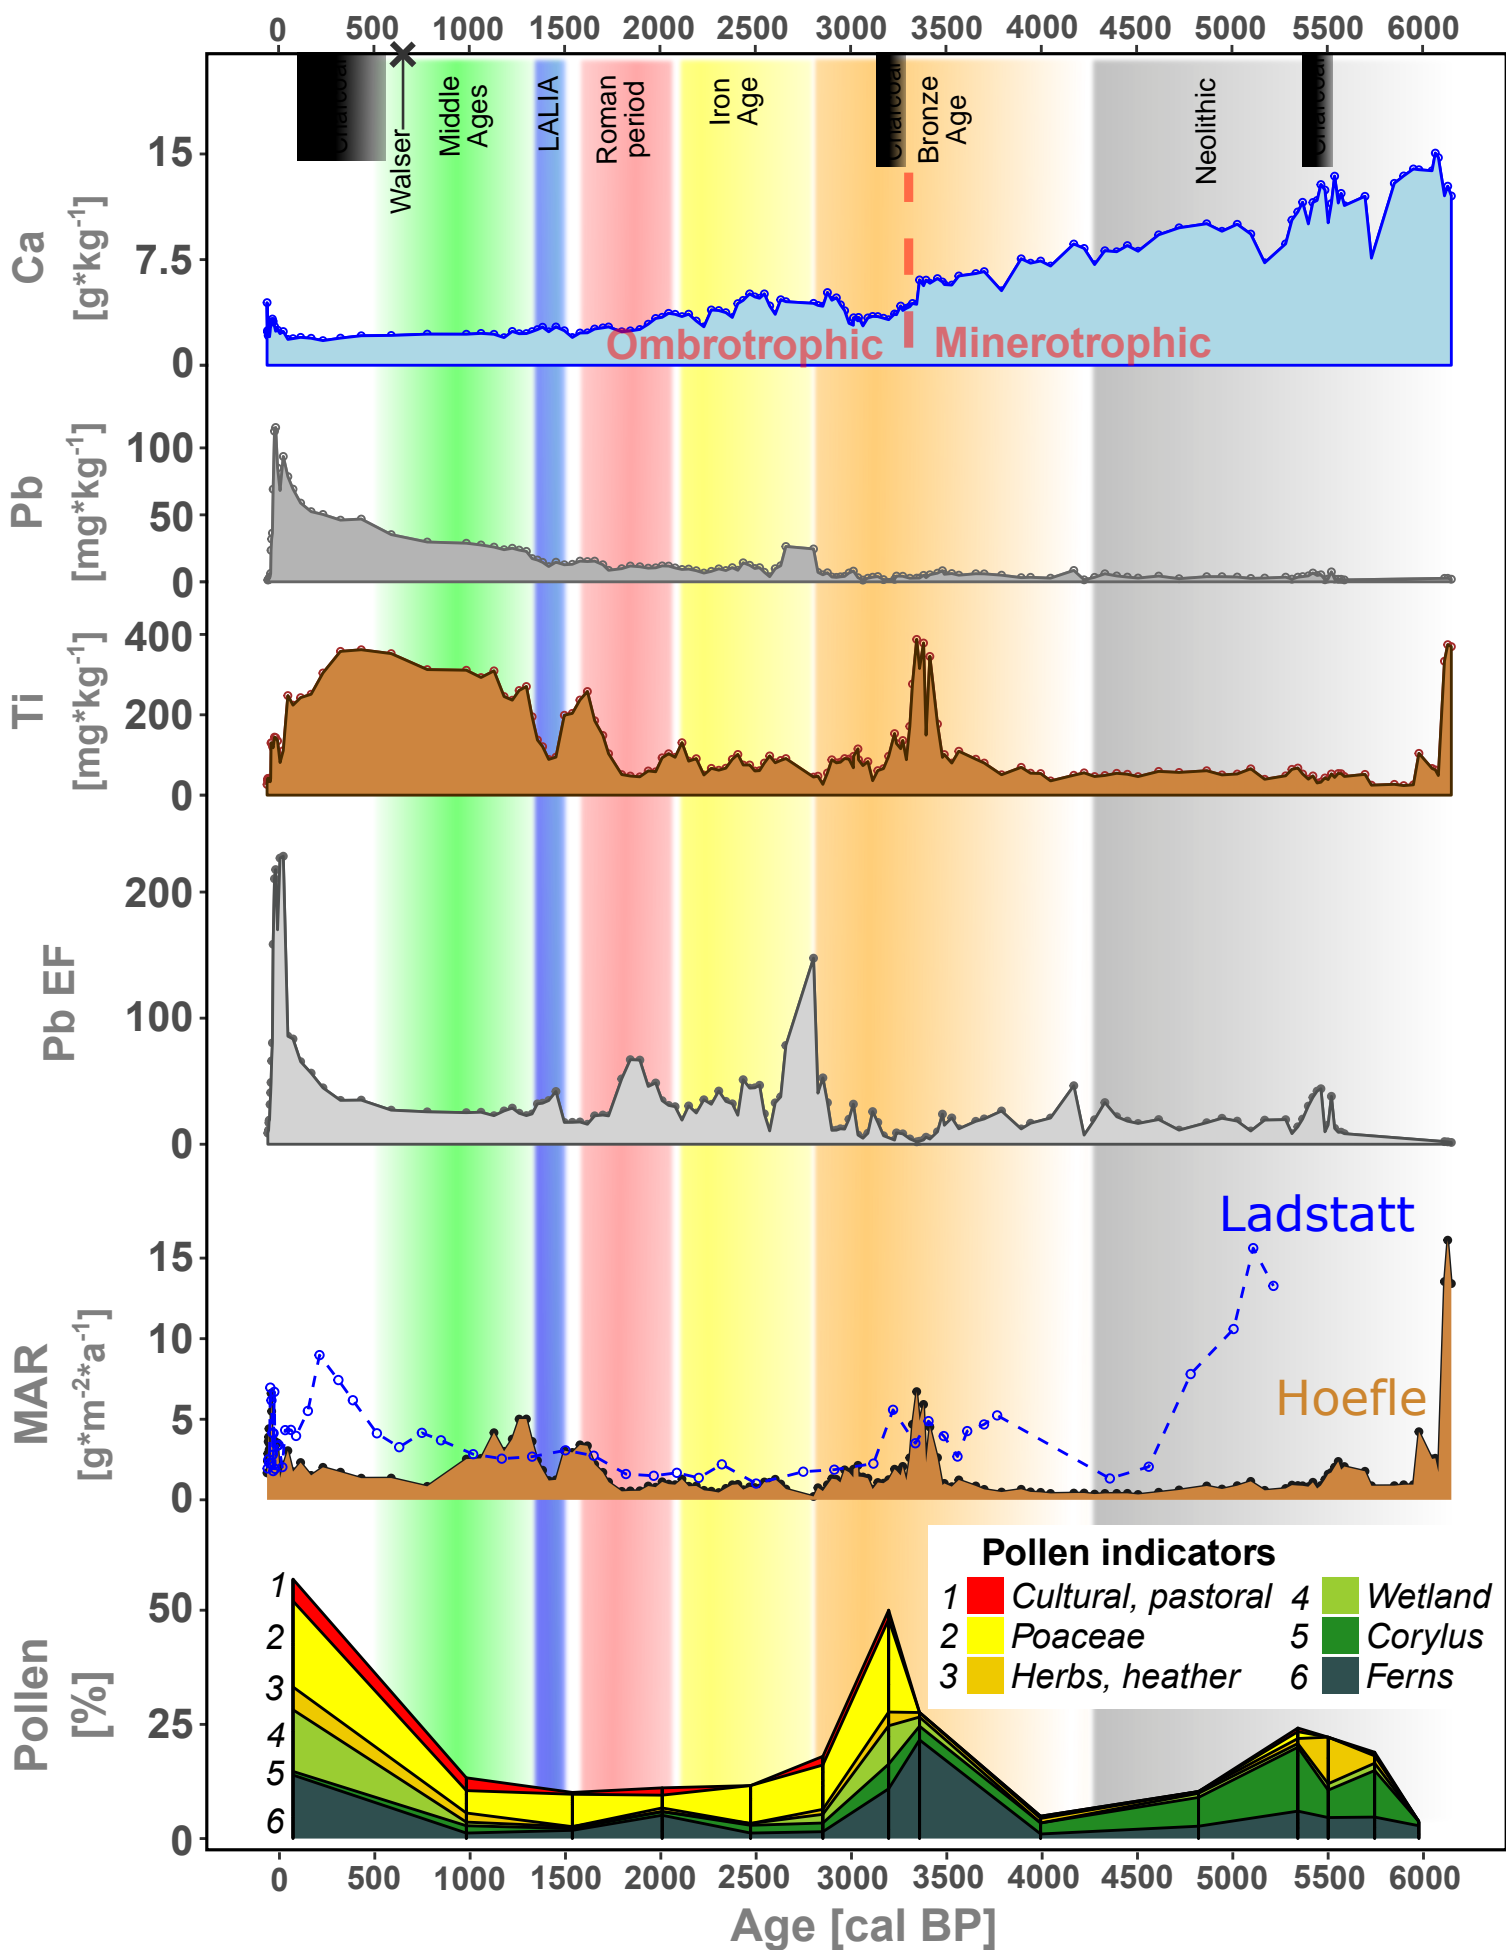 0 500 1000 1500 2000 2500 3000 3500 4000 4500 5000 5500 6000
Charcoal
Walser
Middle
Ages
LALIA
Roman
period
Iron
Age
Charcoal
Bronze
Age
Neolithic
Charcoal
Ca
[g*kg-1]
15
7.5
0
Ombrotrophic
Minerotrophic
Pb
[mg*kg-1]
100
50
0
Ti
[mg*kg-1]
400
200
0
Pb EF
200
100
0
MAR
[g*m-2*a-1]
15
10
5
0
Ladstatt
Hoefle
Pollen
[%]
50
25
0
1
2
3
4
5
6
Pollen indicators
1 Cultural, pastoral
2 Poaceae
3 Herbs, heather
4 Wetland
5 Corylus
6 Ferns
0 500 1000 1500 2000 2500 3000 3500 4000 4500 5000 5500 6000
Age [cal BP]